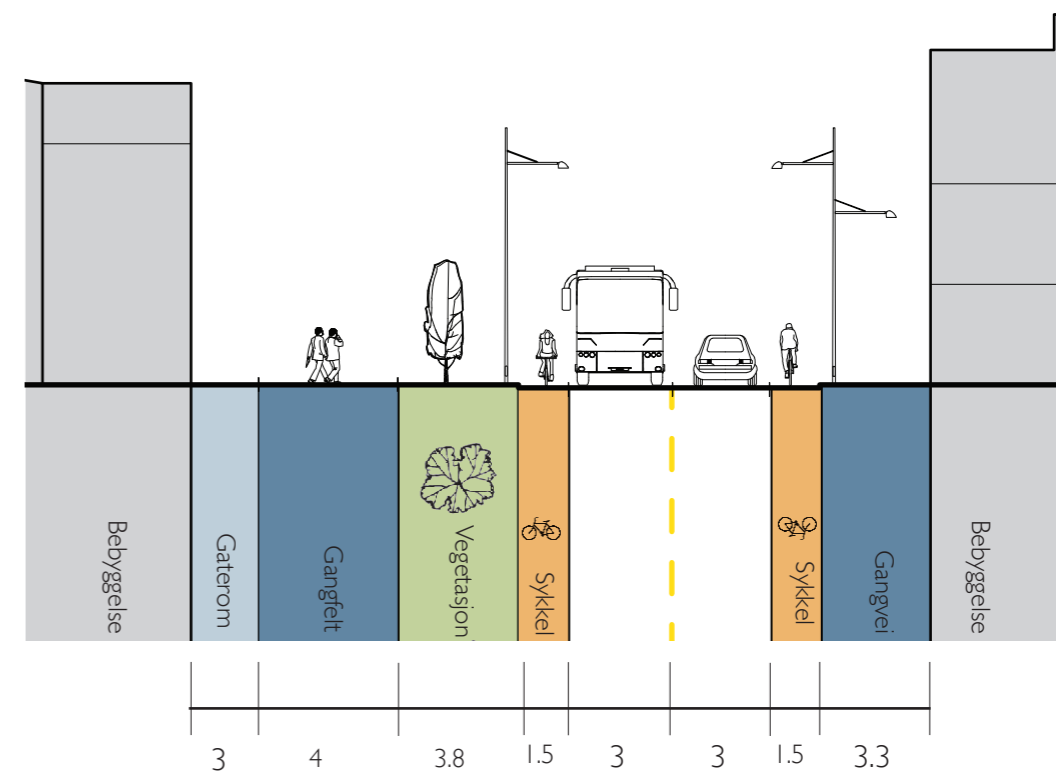 Bebyggelse
Gaterom
Gangfelt
Vegetasjon
Sykkel
Sykkel
Gangvei
Bebyggelse
3 4 3.8 1.5 3 3 1.5 3.3